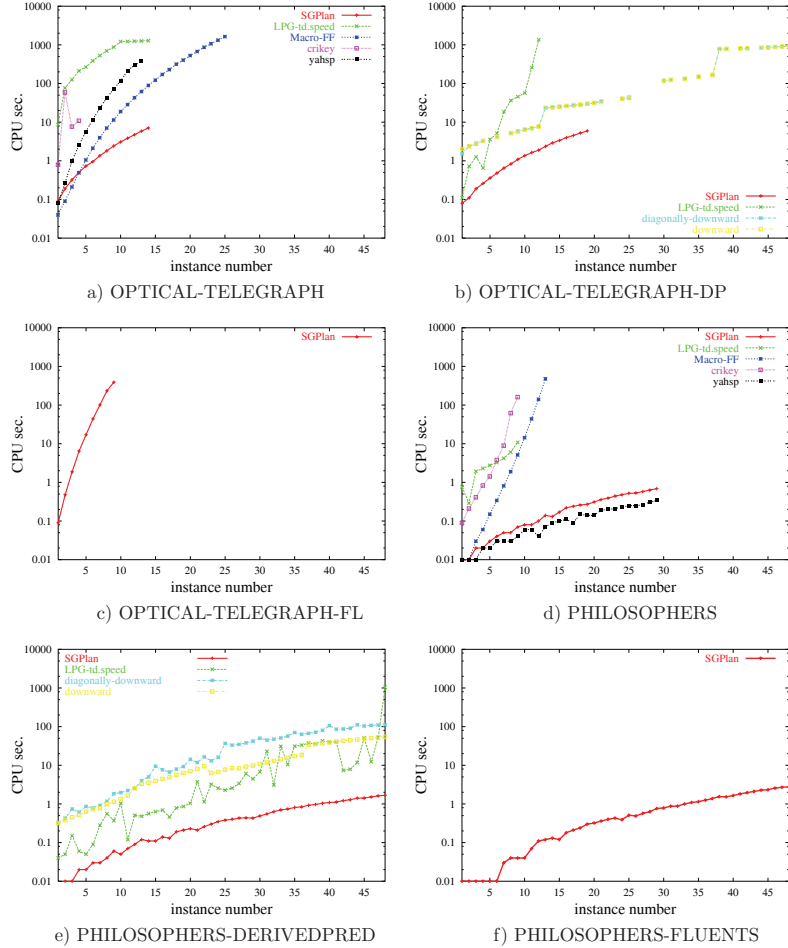 SGPlan
LPG-td.speed
Macro-FF
crikey
yahsp
10000
1000
100
10
1
0.1
0.01
CPU sec.
5 10 15 20 25 30 35 40 45
instance number
a) OPTICAL-TELEGRAPH
10000
1000
100
10
1
0.1
0.01
CPU sec.
SGPlan
LPG-td.speed
diagonally-downward
downward
5 10 15 20 25 30 35 40 45
instance number
b) OPTICAL-TELEGRAPH-DP
SGPlan
10000
1000
100
10
1
0.1
0.01
CPU sec.
5 10 15 20 25 30 35 40 45
instance number
c) OPTICAL-TELEGRAPH-FL
SGPlan
LPG-td.speed
Macro-FF
crikey
yahsp
10000
1000
100
10
1
0.1
0.01
CPU sec.
5 10 15 20 25 30 35 40 45
instance number
d) PHILOSOPHERS
SGPlan
LPG-td.speed
diagonally-downward
downward
10000
1000
100
10
1
0.1
0.01
CPU sec.
5 10 15 20 25 30 35 40 45
instance number
e) PHILOSOPHERS-DERIVEDPRED
SGPlan
10000
1000
100
10
1
0.1
0.01
CPU sec.
5 10 15 20 25 30 35 40 45
instance number
f) PHILOSOPHERS-FLUENTS